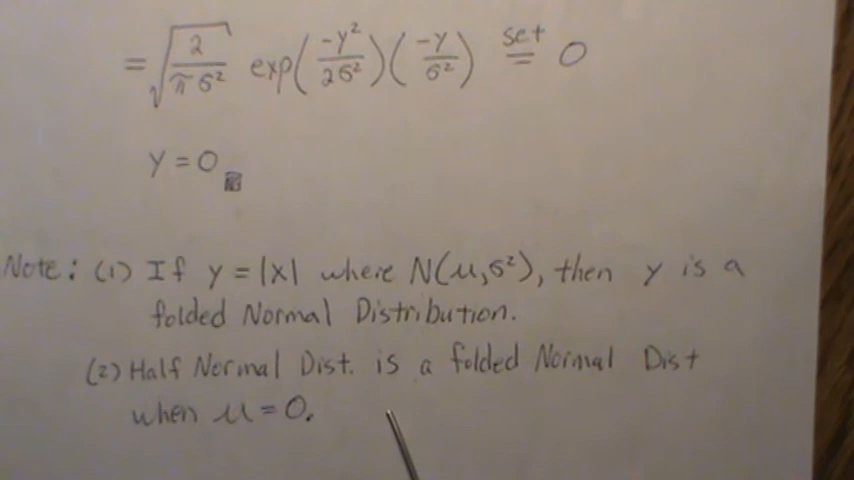 = √(2/(πσ²)) exp(-y²/2σ²)(-y/σ²) set = 0
y = 0
Note: (1) If y = |x| where N(μ,σ²), then y is a
folded Normal Distribution.
(2) Half Normal Dist. is a folded Normal Dist
when μ = 0.